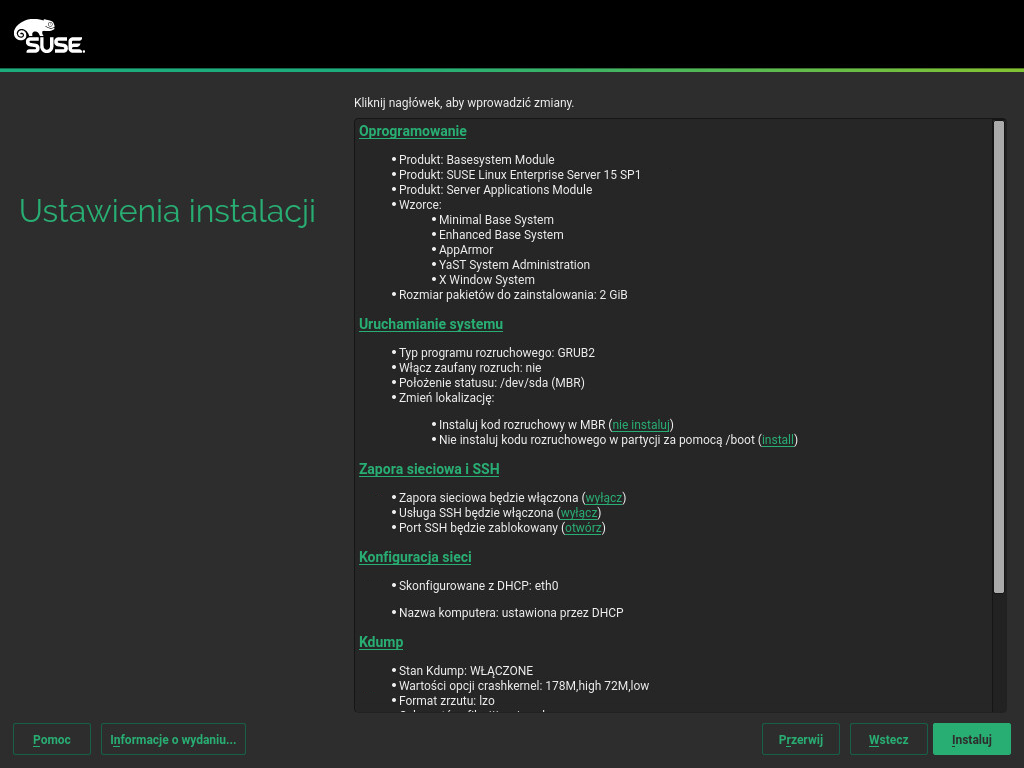 SUSE.
Kliknij nagłówek, aby wprowadzić zmiany.
Ustawienia instalacji
Oprogramowanie
• Produkt: Basesystem Module
• Produkt: SUSE Linux Enterprise Server 15 SP1
• Produkt: Server Applications Module
• Wzorce:
• Minimal Base System
• Enhanced Base System
• AppArmor
• YaST System Administration
• X Window System
• Rozmiar pakietów do zainstalowania: 2 GiB
Uruchamianie systemu
• Typ programu rozruchowego: GRUB2
• Włącz zaufany rozruch: nie
• Położenie statusu: /dev/sda (MBR)
• Zmień lokalizację:
• Instaluj kod rozruchowy w MBR (nie instaluj)
• Nie instaluj kodu rozruchowego w partycji za pomocą /boot (install)
Zapora sieciowa i SSH
• Zapora sieciowa będzie włączona (wyłącz)
• Usługa SSH będzie włączona (wyłącz)
• Port SSH będzie zablokowany (otwórz)
Konfiguracja sieci
• Skonfigurowane z DHCP: eth0
• Nazwa komputera: ustawiona przez DHCP
Kdump
• Stan Kdump: WŁĄCZONE
• Wartości opcji crashkernel: 178M,high 72M,low
• Format zrzutu: lzo
Pomoc
Informacje o wydaniu...
Przerwij
Wstecz
Instaluj